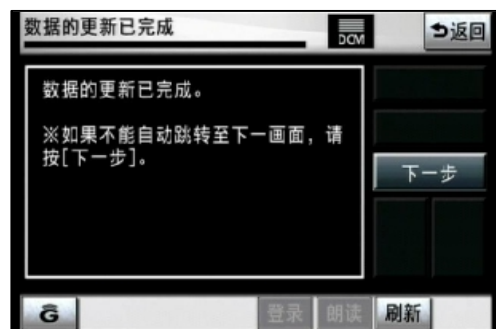 数据的更新已完成
DCM
返回
数据的更新已完成。
※如果不能自动跳转至下一画面，请
按[下一步]。
下一步
G
登录
朗读
刷新